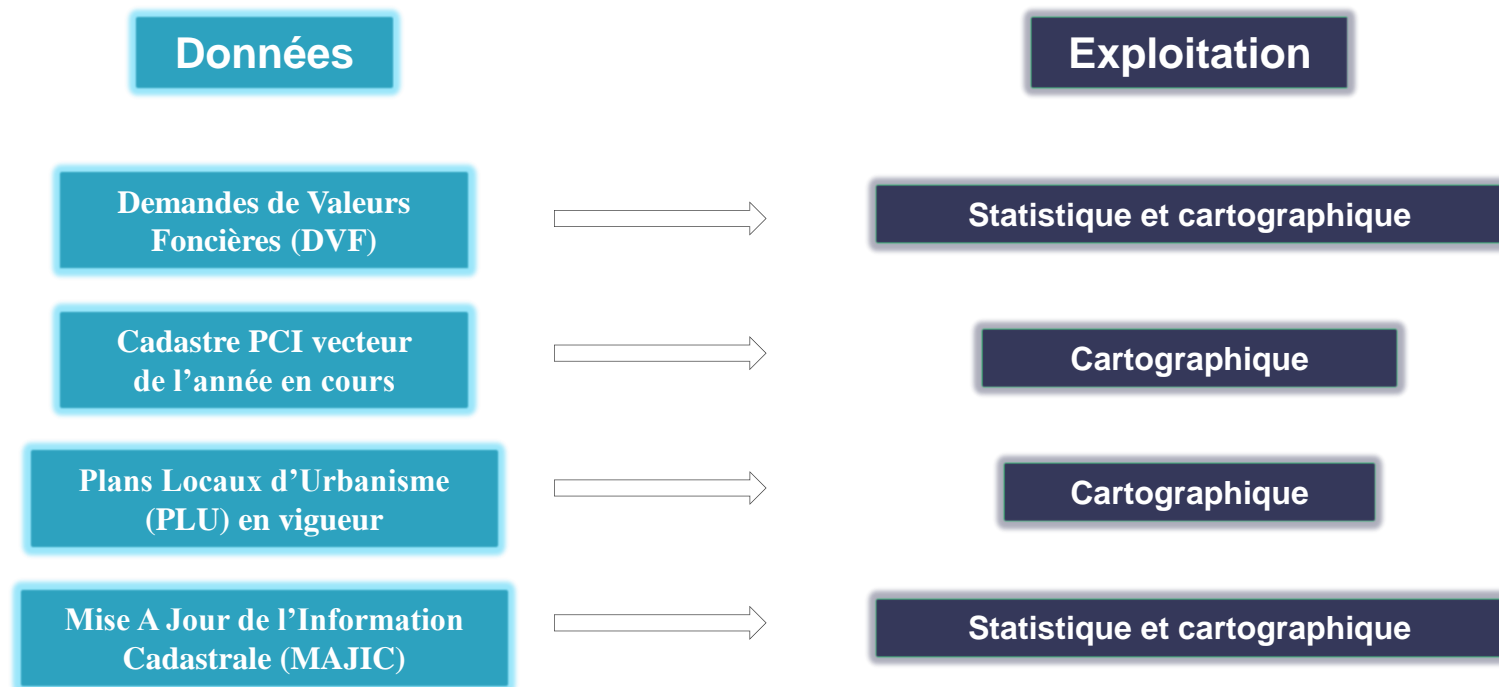 Données
Exploitation
Demandes de Valeurs
Foncières (DVF)
Statistique et cartographique
Cadastre PCI vecteur
de l’année en cours
Cartographique
Plans Locaux d’Urbanisme
(PLU) en vigueur
Cartographique
Mise A Jour de l’Information
Cadastrale (MAJIC)
Statistique et cartographique